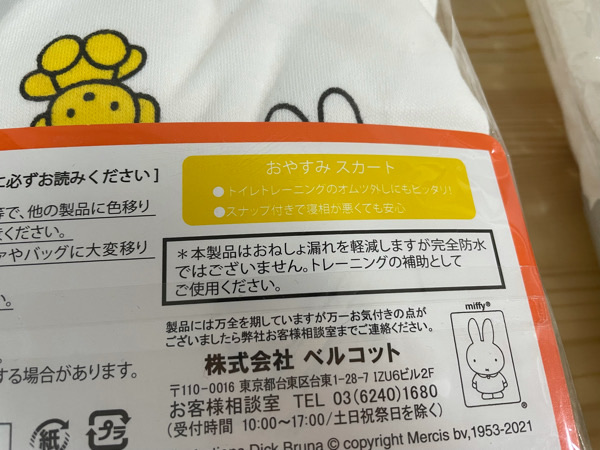 に必ずお読みください］
等で、他の製品に色移り
ください。
やバッグに大変移り
い。
する場合があります。
おやすみ スカート
●トイレトレーニングのオムツ外しにもピッタリ!
●スナップ付きで寝相が悪くても安心
＊本製品はおねしょ漏れを軽減しますが完全防水
ではございません。トレーニングの補助として
ご使用ください。
製品には万全を期していますが万一お気付きの点が
ございましたら弊社お客様相談室までご連絡ください。
株式会社 ベルコット
〒110-0016 東京都台東区台東1-28-7 IZU6ビル2F
お客様相談室 TEL 03(6240)1680
(受付時間 10:00〜17:00/土日祝祭日を除く)
miffy®
®
紙
プラ
Dick Bruna © copyright Mercis bv,1953-2021